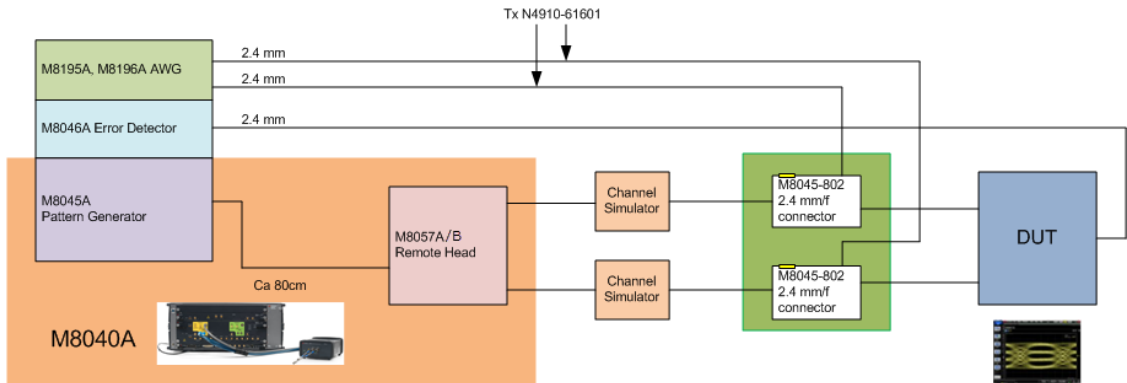 Tx N4910-61601
2.4 mm
M8195A, M8196A AWG
2.4 mm
M8046A Error Detector
2.4 mm
M8045A
Pattern Generator
M8057A/B
Remote Head
Ca 80cm
Channel
Simulator
Channel
Simulator
M8045-802
2.4 mm/f
connector
M8045-802
2.4 mm/f
connector
DUT
M8040A